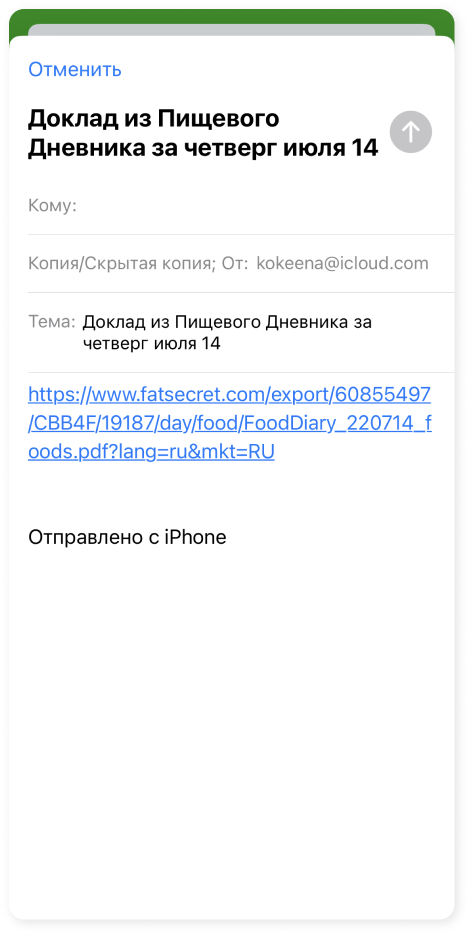 Отменить
Доклад из Пищевого
Дневника за четверг июля 14
Кому:
Копия/Скрытая копия; От: kokeena@icloud.com
Тема: Доклад из Пищевого Дневника за
четверг июля 14
https://www.fatsecret.com/export/60855497
/CBB4F/19187/day/food/FoodDiary_220714_f
oods.pdf?lang=ru&mkt=RU
Отправлено с iPhone